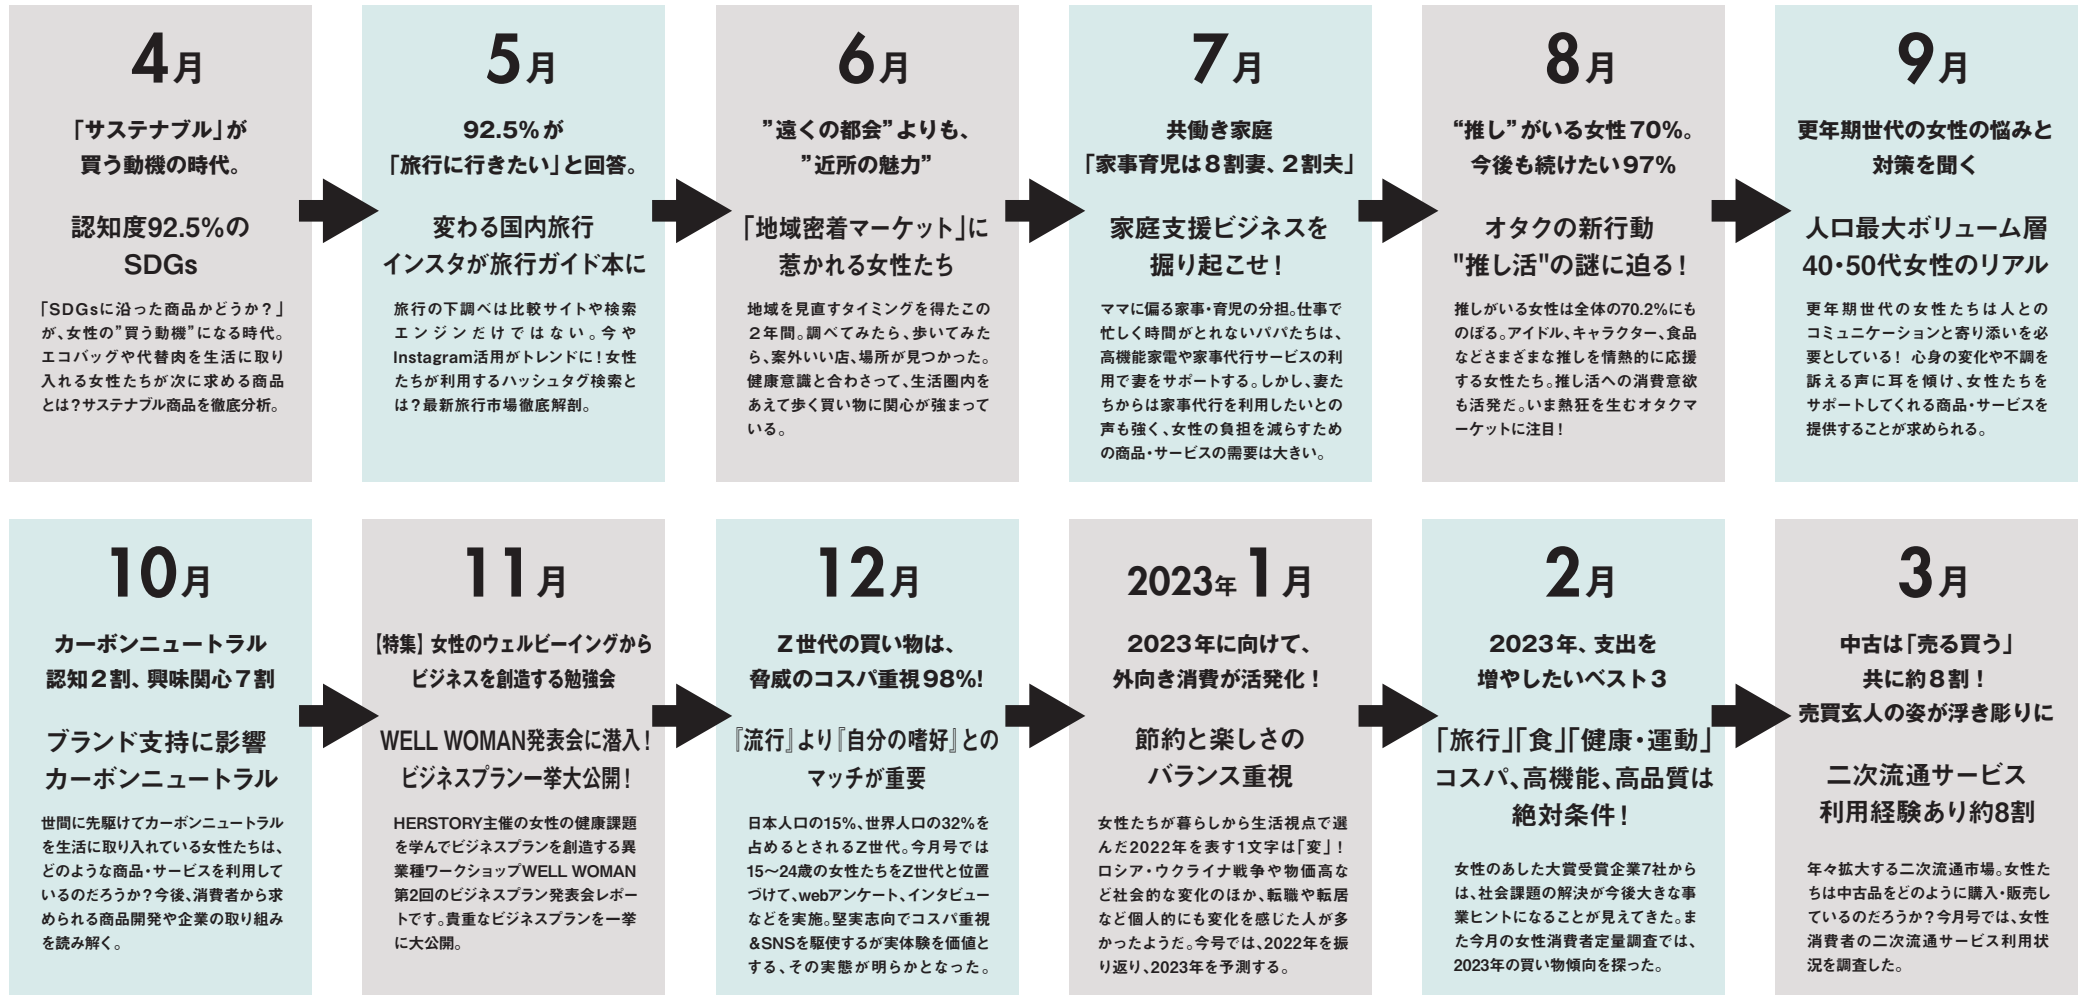 4月
「サステナブル」が
買う動機の時代。
認知度92.5%の
SDGs
「SDGsに沿った商品かどうか？」
が、女性の”買う動機”になる時代。
エコバッグや代替肉を生活に取り
入れる女性たちが次に求める商品
とは？サステナブル商品を徹底分析。
5月
92.5%が
「旅行に行きたい」と回答。
変わる国内旅行
インスタが旅行ガイド本に
旅行の下調べは比較サイトや検索
エンジンだけではない。今や
Instagram活用がトレンドに！女性
たちが利用するハッシュタグ検索と
は？最新旅行市場徹底解剖。
6月
”遠くの都会”よりも、
”近所の魅力”
「地域密着マーケット」に
惹かれる女性たち
地域を見直すタイミングを得たこの
２年間。調べてみたら、歩いてみた
ら、案外いい店、場所が見つかった。
健康意識と合わさって、生活圏内を
あえて歩く買い物に関心が強まって
いる。
7月
共働き家庭
「家事育児は８割妻、２割夫」
家庭支援ビジネスを
掘り起こせ！
ママに偏る家事・育児の分担。仕事で
忙しく時間がとれないパパたちは、
高機能家電や家事代行サービスの利
用で妻をサポートする。しかし、妻た
ちからは家事代行を利用したいとの
声も強く、女性の負担を減らすため
の商品・サービスの需要は大きい。
8月
“推し”がいる女性70%。
今後も続けたい97%
オタクの新行動
"推し活"の謎に迫る！
推しがいる女性は全体の70.2%にも
のぼる。アイドル、キャラクター、食品
などさまざまな推しを情熱的に応援
する女性たち。推し活への消費意欲
も活発だ。いま熱狂を生むオタクマ
ーケットに注目！
9月
更年期世代の女性の悩みと
対策を聞く
人口最大ボリューム層
40・50代女性のリアル
更年期世代の女性たちは人との
コミュニケーションと寄り添いを必
要としている！ 心身の変化や不調を
訴える声に耳を傾け、女性たちを
サポートしてくれる商品・サービスを
提供することが求められる。
10月
カーボンニュートラル
認知２割、興味関心７割
ブランド支持に影響
カーボンニュートラル
世間に先駆けてカーボンニュートラル
を生活に取り入れている女性たちは、
どのような商品・サービスを利用して
いるのだろうか？今後、消費者から求
められる商品開発や企業の取り組み
を読み解く。
11月
【特集】女性のウェルビーイングから
ビジネスを創造する勉強会
WELL WOMAN発表会に潜入！
ビジネスプラン一挙大公開！
HERSTORY主催の女性の健康課題
を学んでビジネスプランを創造する異
業種ワークショップWELL WOMAN
第2回のビジネスプラン発表会レポー
トです。貴重なビジネスプランを一挙
に大公開。
12月
Ｚ世代の買い物は、
脅威のコスパ重視98%!
『流行』より『自分の嗜好』との
マッチが重要
日本人口の15%、世界人口の32%を
占めるとされるZ世代。今月号では
15〜24歳の女性たちをZ世代と位置
づけて、webアンケート、インタビュー
などを実施。堅実志向でコスパ重視
&SNSを駆使するが実体験を価値と
する、その実態が明らかとなった。
2023年 1月
2023年に向けて、
外向き消費が活発化！
節約と楽しさの
バランス重視
女性たちが暮らしから生活視点で選
んだ2022年を表す1文字は「変」！
ロシア・ウクライナ戦争や物価高な
ど社会的な変化のほか、転職や転居
など個人的にも変化を感じた人が多
かったようだ。今号では、2022年を振
り返り、2023年を予測する。
2月
2023年、支出を
増やしたいベスト３
「旅行」「食」「健康・運動」
コスパ、高機能、高品質は
絶対条件！
女性のあした大賞受賞企業7社から
は、社会課題の解決が今後大きな事
業ヒントになることが見えてきた。ま
た今月の女性消費者定量調査では、
2023年の買い物傾向を探った。
3月
中古は「売る買う」
共に約８割！
売買玄人の姿が浮き彫りに
二次流通サービス
利用経験あり約8割
年々拡大する二次流通市場。女性た
ちは中古品をどのように購入・販売し
ているのだろうか？今月号では、女性
消費者の二次流通サービス利用状
況を調査した。